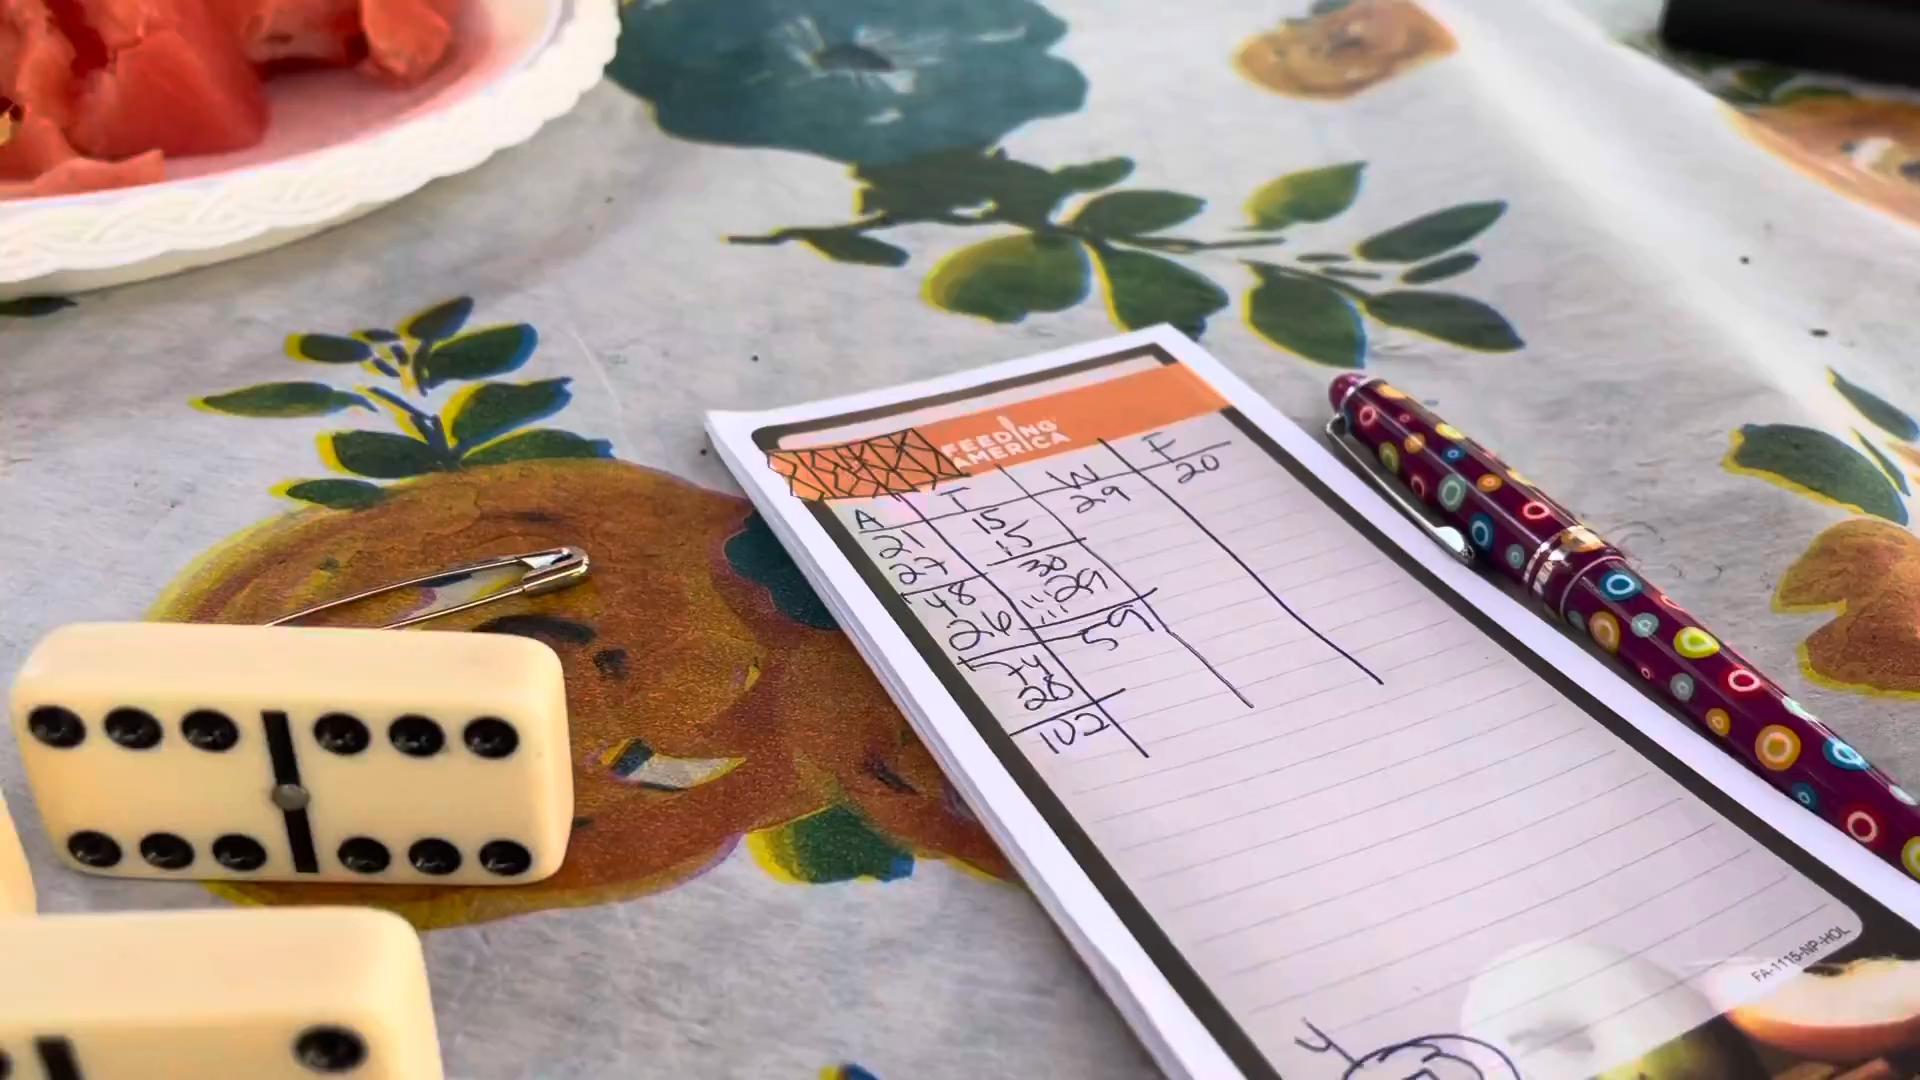 FEEDING
AMERICA
A T W F
21 15 29 20
27 15
48 30
26 29
74 59
28
102
FA-1115-NP-HOL